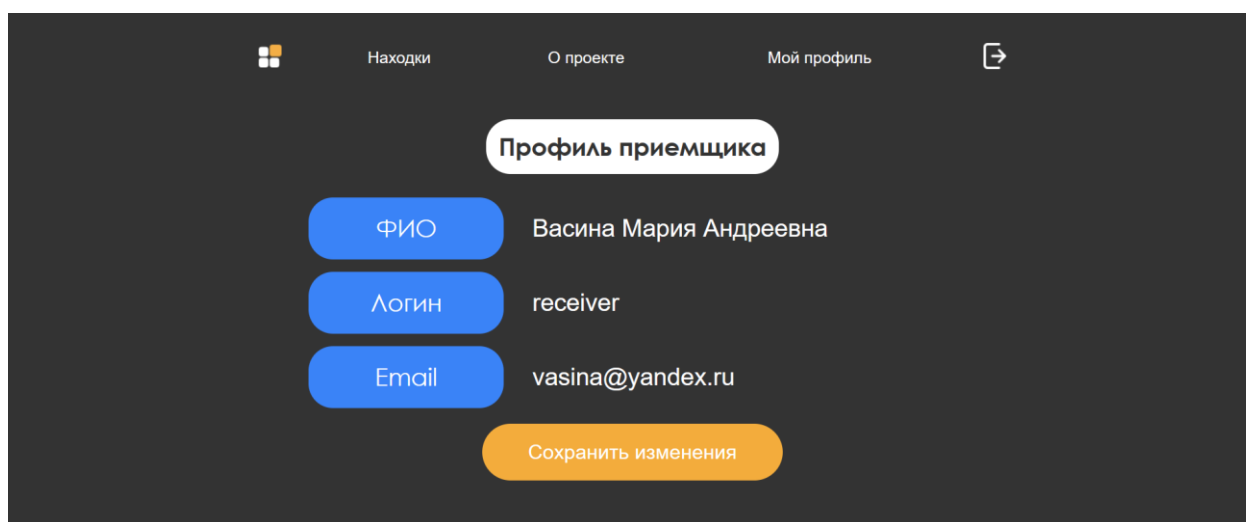 Находки О проекте Мой профиль
Профиль приемщика
ФИО Васина Мария Андреевна
Логин receiver
Email vasina@yandex.ru
Сохранить изменения